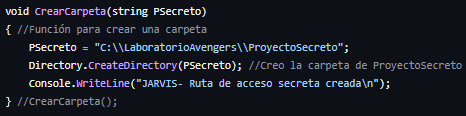 void CrearCarpeta(string PSecreto)
{ //Función para crear una carpeta
    PSecreto = "C:\\LaboratorioAvengers\\ProyectoSecreto";
    Directory.CreateDirectory(PSecreto); //Creo la carpeta de ProyectoSecreto
    Console.WriteLine("JARVIS- Ruta de acceso secreta creada\n");
} //CrearCarpeta();